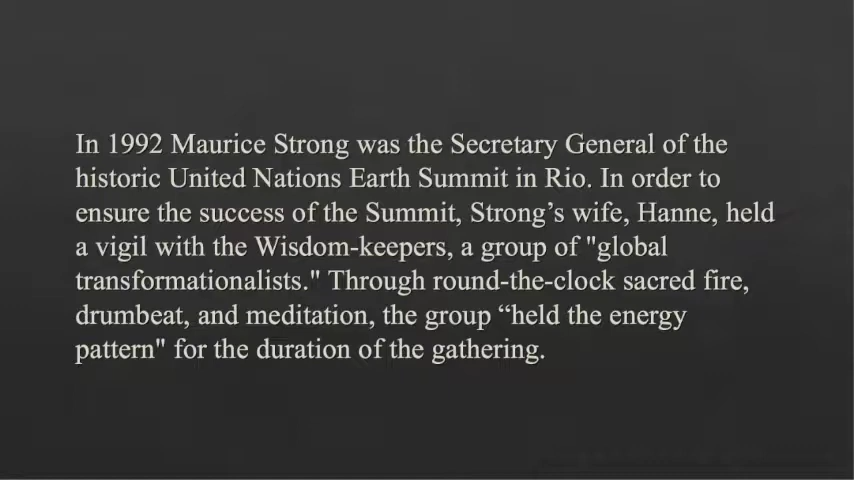 In 1992 Maurice Strong was the Secretary General of the
historic United Nations Earth Summit in Rio. In order to
ensure the success of the Summit, Strong’s wife, Hanne, held
a vigil with the Wisdom-keepers, a group of "global
transformationalists." Through round-the-clock sacred fire,
drumbeat, and meditation, the group “held the energy
pattern" for the duration of the gathering.